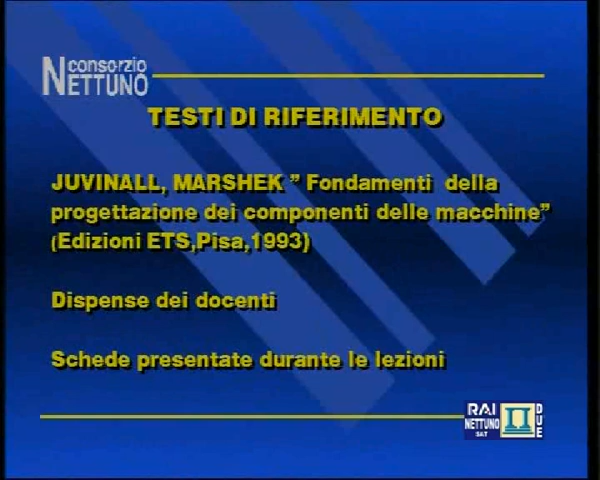 consorzio
NETTUNO
TESTI DI RIFERIMENTO
JUVINALL, MARSHEK " Fondamenti della
progettazione dei componenti delle macchine"
(Edizioni ETS,Pisa,1993)
Dispense dei docenti
Schede presentate durante le lezioni
RAI
NETTUNO
SAT
DUE